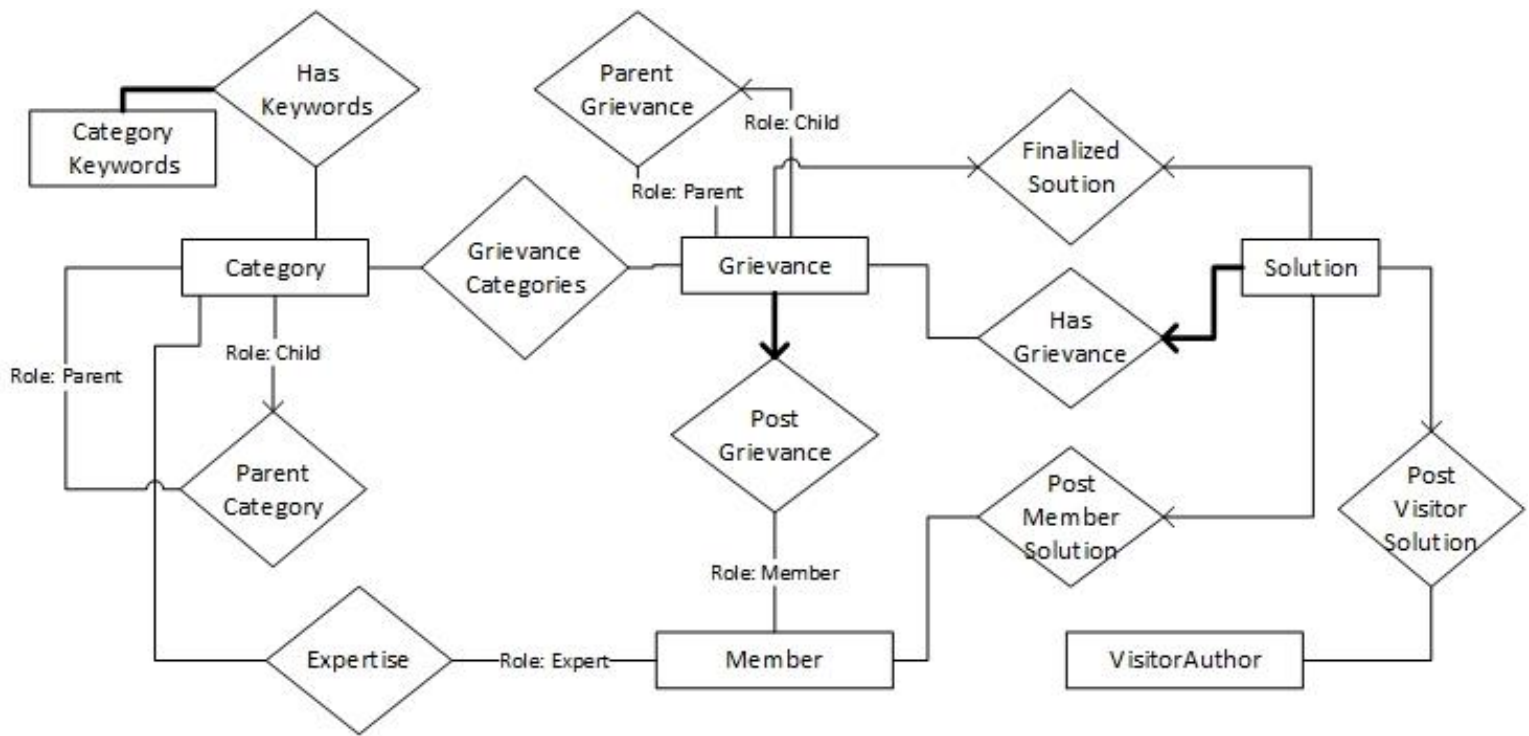 Has
Keywords
Parent
Grievance
Category
Keywords
Role: Child
Finalized
Soution
Role: Parent
Grievance
Categories
Category
Grievance
Solution
Has
Grievance
Role: Child
Role: Parent
Post
Grievance
Parent
Category
Post
Member
Solution
Post
Visitor
Solution
Role: Member
Expertise
Role: Expert
Member
VisitorAuthor